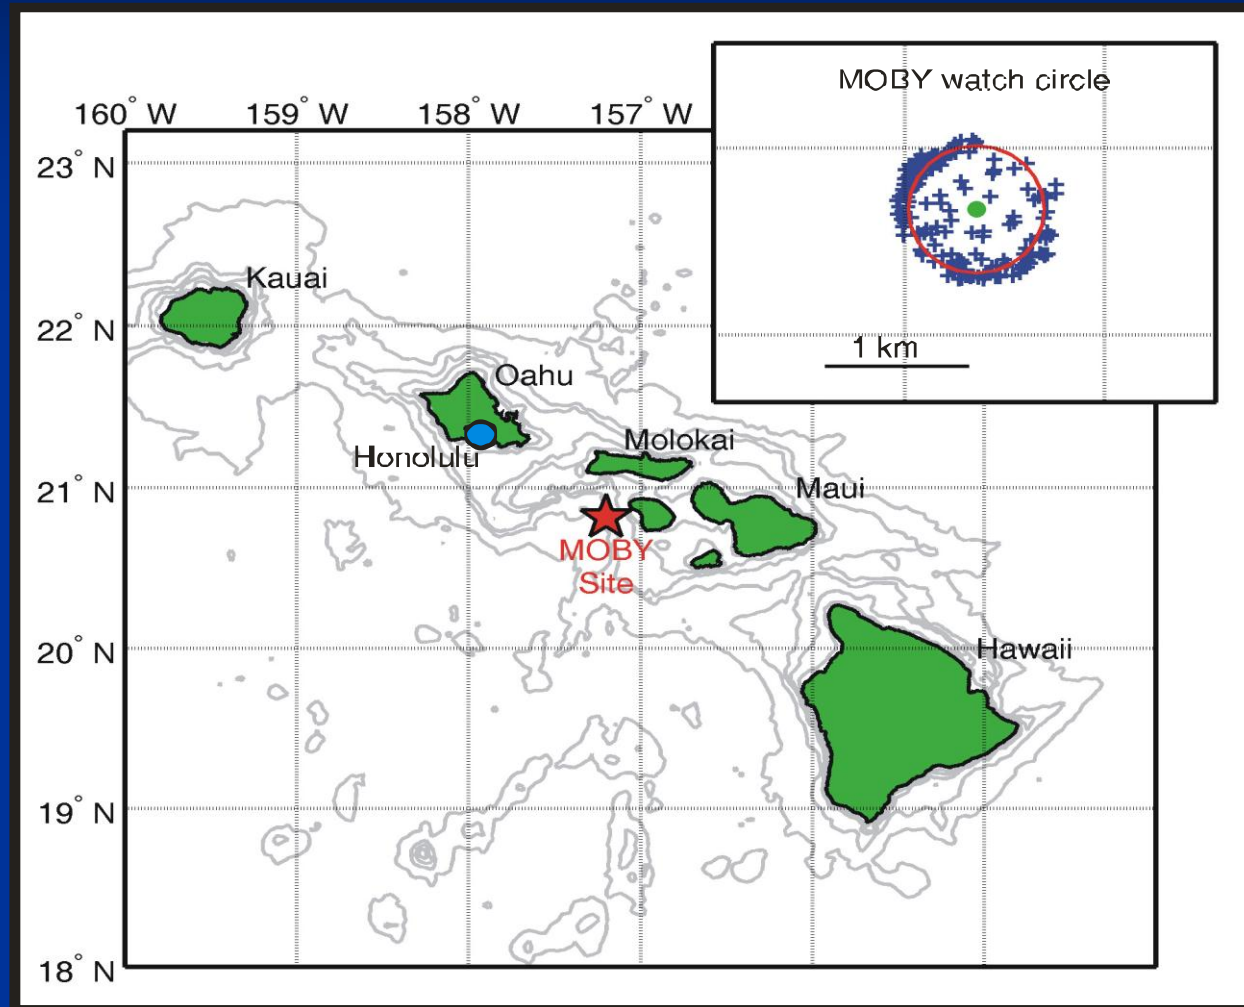 MOBY watch circle
160° W 159° W 158° W 157° W
23° N
Kauai
22° N
1 km
Oahu
Molokai
Honolulu
21° N
Maui
MOBY
Site
20° N
Hawaii
19° N
18° N